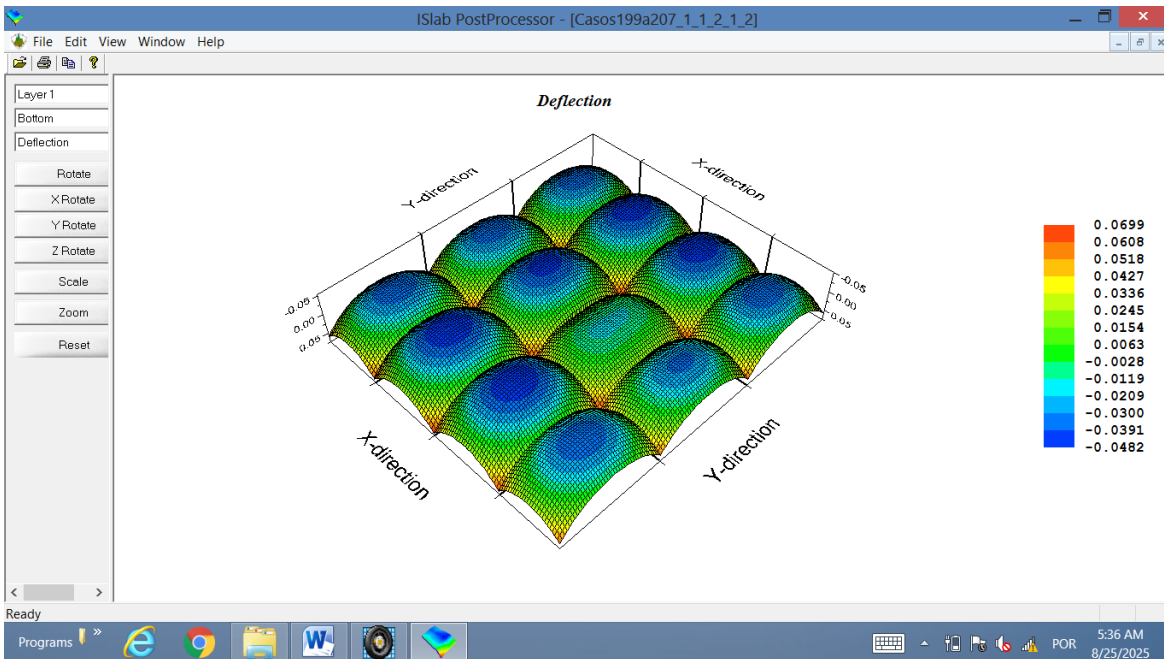 ISlab PostProcessor - [Casos199a207_1_1_2_1_2]
File Edit View Window Help
Layer 1
Bottom
Deflection
Rotate
X Rotate
Y Rotate
Z Rotate
Scale
Zoom
Reset
Deflection
Y-direction
X-direction
-0.05
0.00
0.05
-0.05
0.00
0.05
X-direction
Y-direction
0.0699
0.0608
0.0518
0.0427
0.0336
0.0245
0.0154
0.0063
-0.0028
-0.0119
-0.0209
-0.0300
-0.0391
-0.0482
Ready
Programs
POR
5:36 AM
8/25/2025